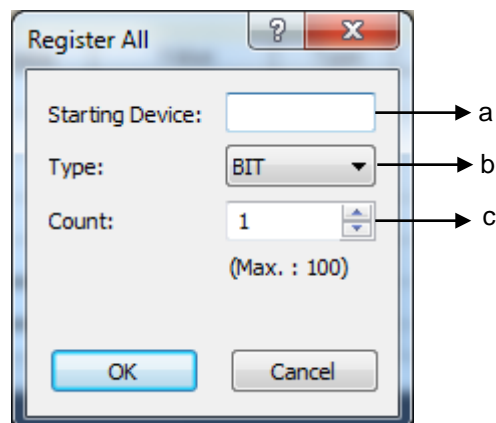 Register All
?
X
Starting Device:
a
Type: BIT
b
Count: 1
c
(Max. : 100)
OK Cancel